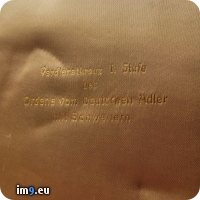 Verdienstkreuz 1. Stufe
des
Ordens vom Deutschen Adler
mit Schwertern
im9.eu